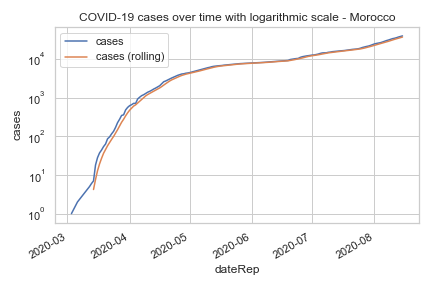 COVID-19 cases over time with logarithmic scale - Morocco
cases
cases (rolling)
10⁴
10³
10²
10¹
10⁰
cases
2020-03
2020-04
2020-05
2020-06
2020-07
2020-08
dateRep